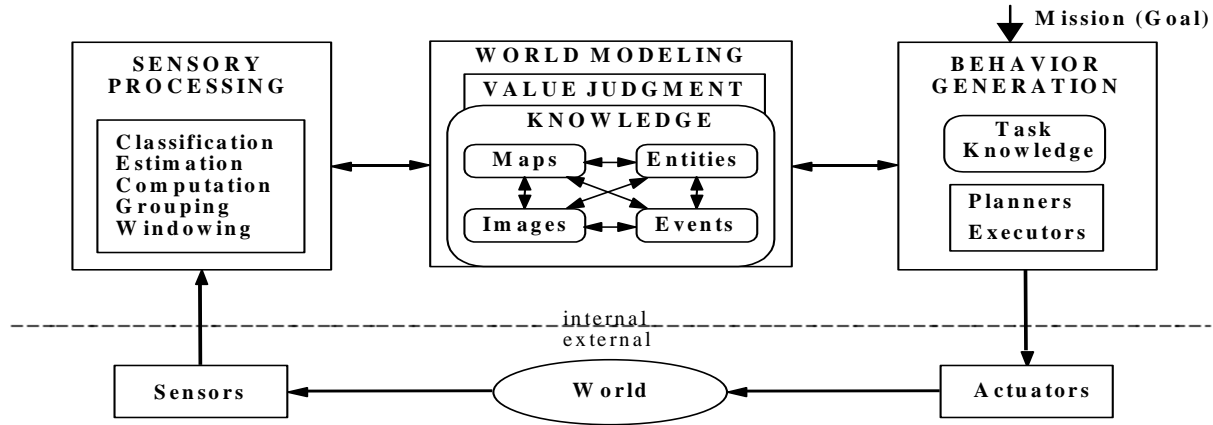 Mission (Goal)
SENSORY
PROCESSING
Classification
Estimation
Computation
Grouping
Windowing
WORLD MODELING
VALUE JUDGMENT
KNOWLEDGE
Maps
Entities
Images
Events
BEHAVIOR
GENERATION
Task
Knowledge
Planners
Executors
internal
external
Sensors
World
Actuators